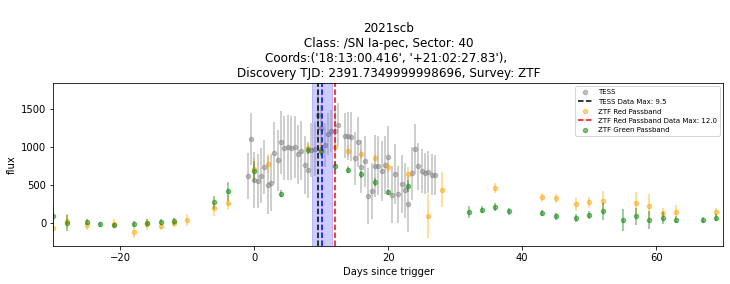 2021scb
Class: /SN Ia-pec, Sector: 40
Coords:('18:13:00.416', '+21:02:27.83'),
Discovery TJD: 2391.7349999998696, Survey: ZTF
TESS
TESS Data Max: 9.5
ZTF Red Passband
ZTF Red Passband Data Max: 12.0
ZTF Green Passband
flux
1500
1000
500
0
−20
0
20
40
60
Days since trigger